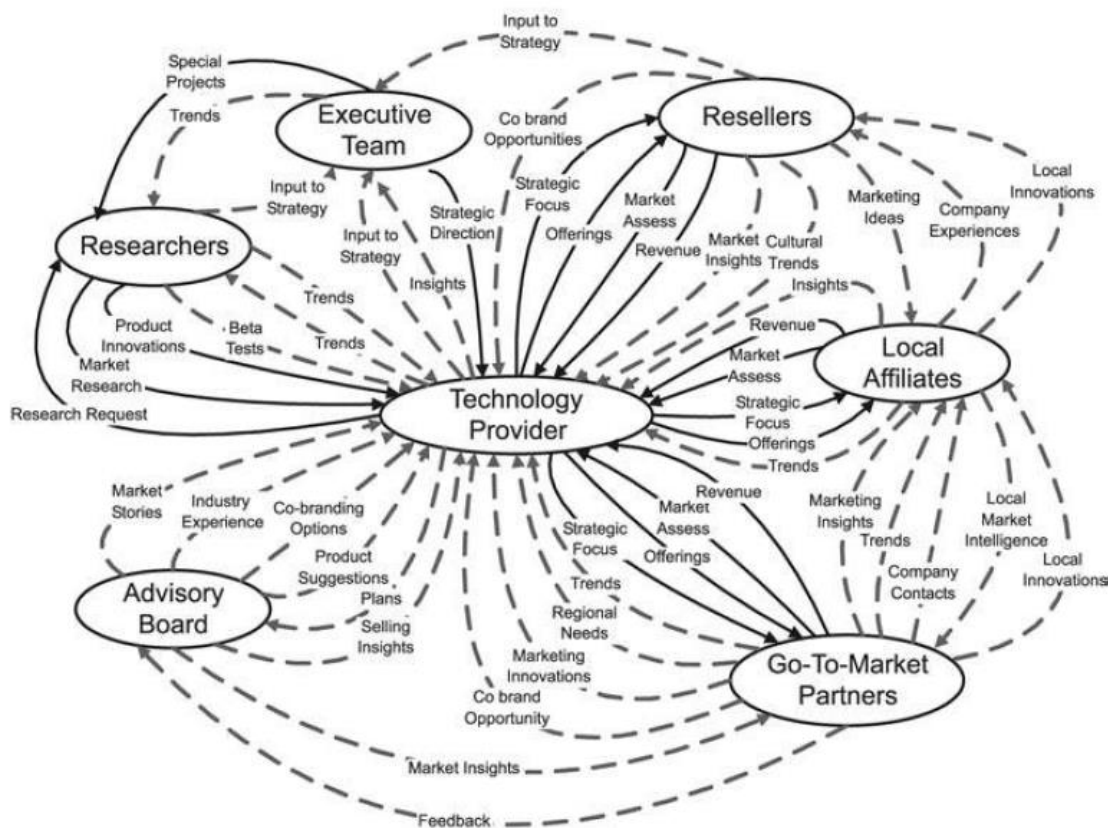 Input to
Strategy
Special
Projects
Trends
Executive
Team
Co brand
Opportunities
Resellers
Local
Innovations
Input to
Strategy
Researchers
Input to
Strategy
Strategic
Direction
Strategic
Focus
Offerings
Market
Assess
Revenue
Market
Insights
Cultural
Trends
Insights
Marketing
Ideas
Company
Experiences
Insights
Trends
Trends
Beta
Tests
Product
Innovations
Market
Research
Research Request
Technology
Provider
Revenue
Market
Assess
Strategic
Focus
Offerings
Trends
Local
Affiliates
Market
Stories
Industry
Experience
Co-branding
Options
Product
Suggestions
Plans
Selling
Insights
Advisory
Board
Strategic
Focus
Market
Assess
Revenue
Offerings
Trends
Regional
Needs
Marketing
Innovations
Co brand
Opportunity
Marketing
Insights
Trends
Company
Contacts
Local
Market
Intelligence
Local
Innovations
Go-To-Market
Partners
Market Insights
Feedback